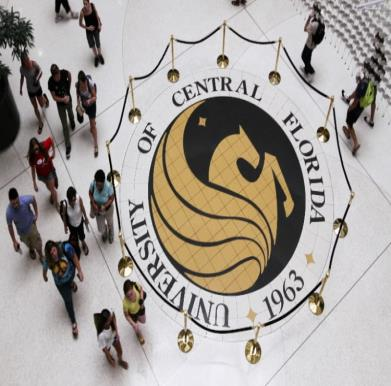 UNIVERSITY OF CENTRAL FLORIDA
1963